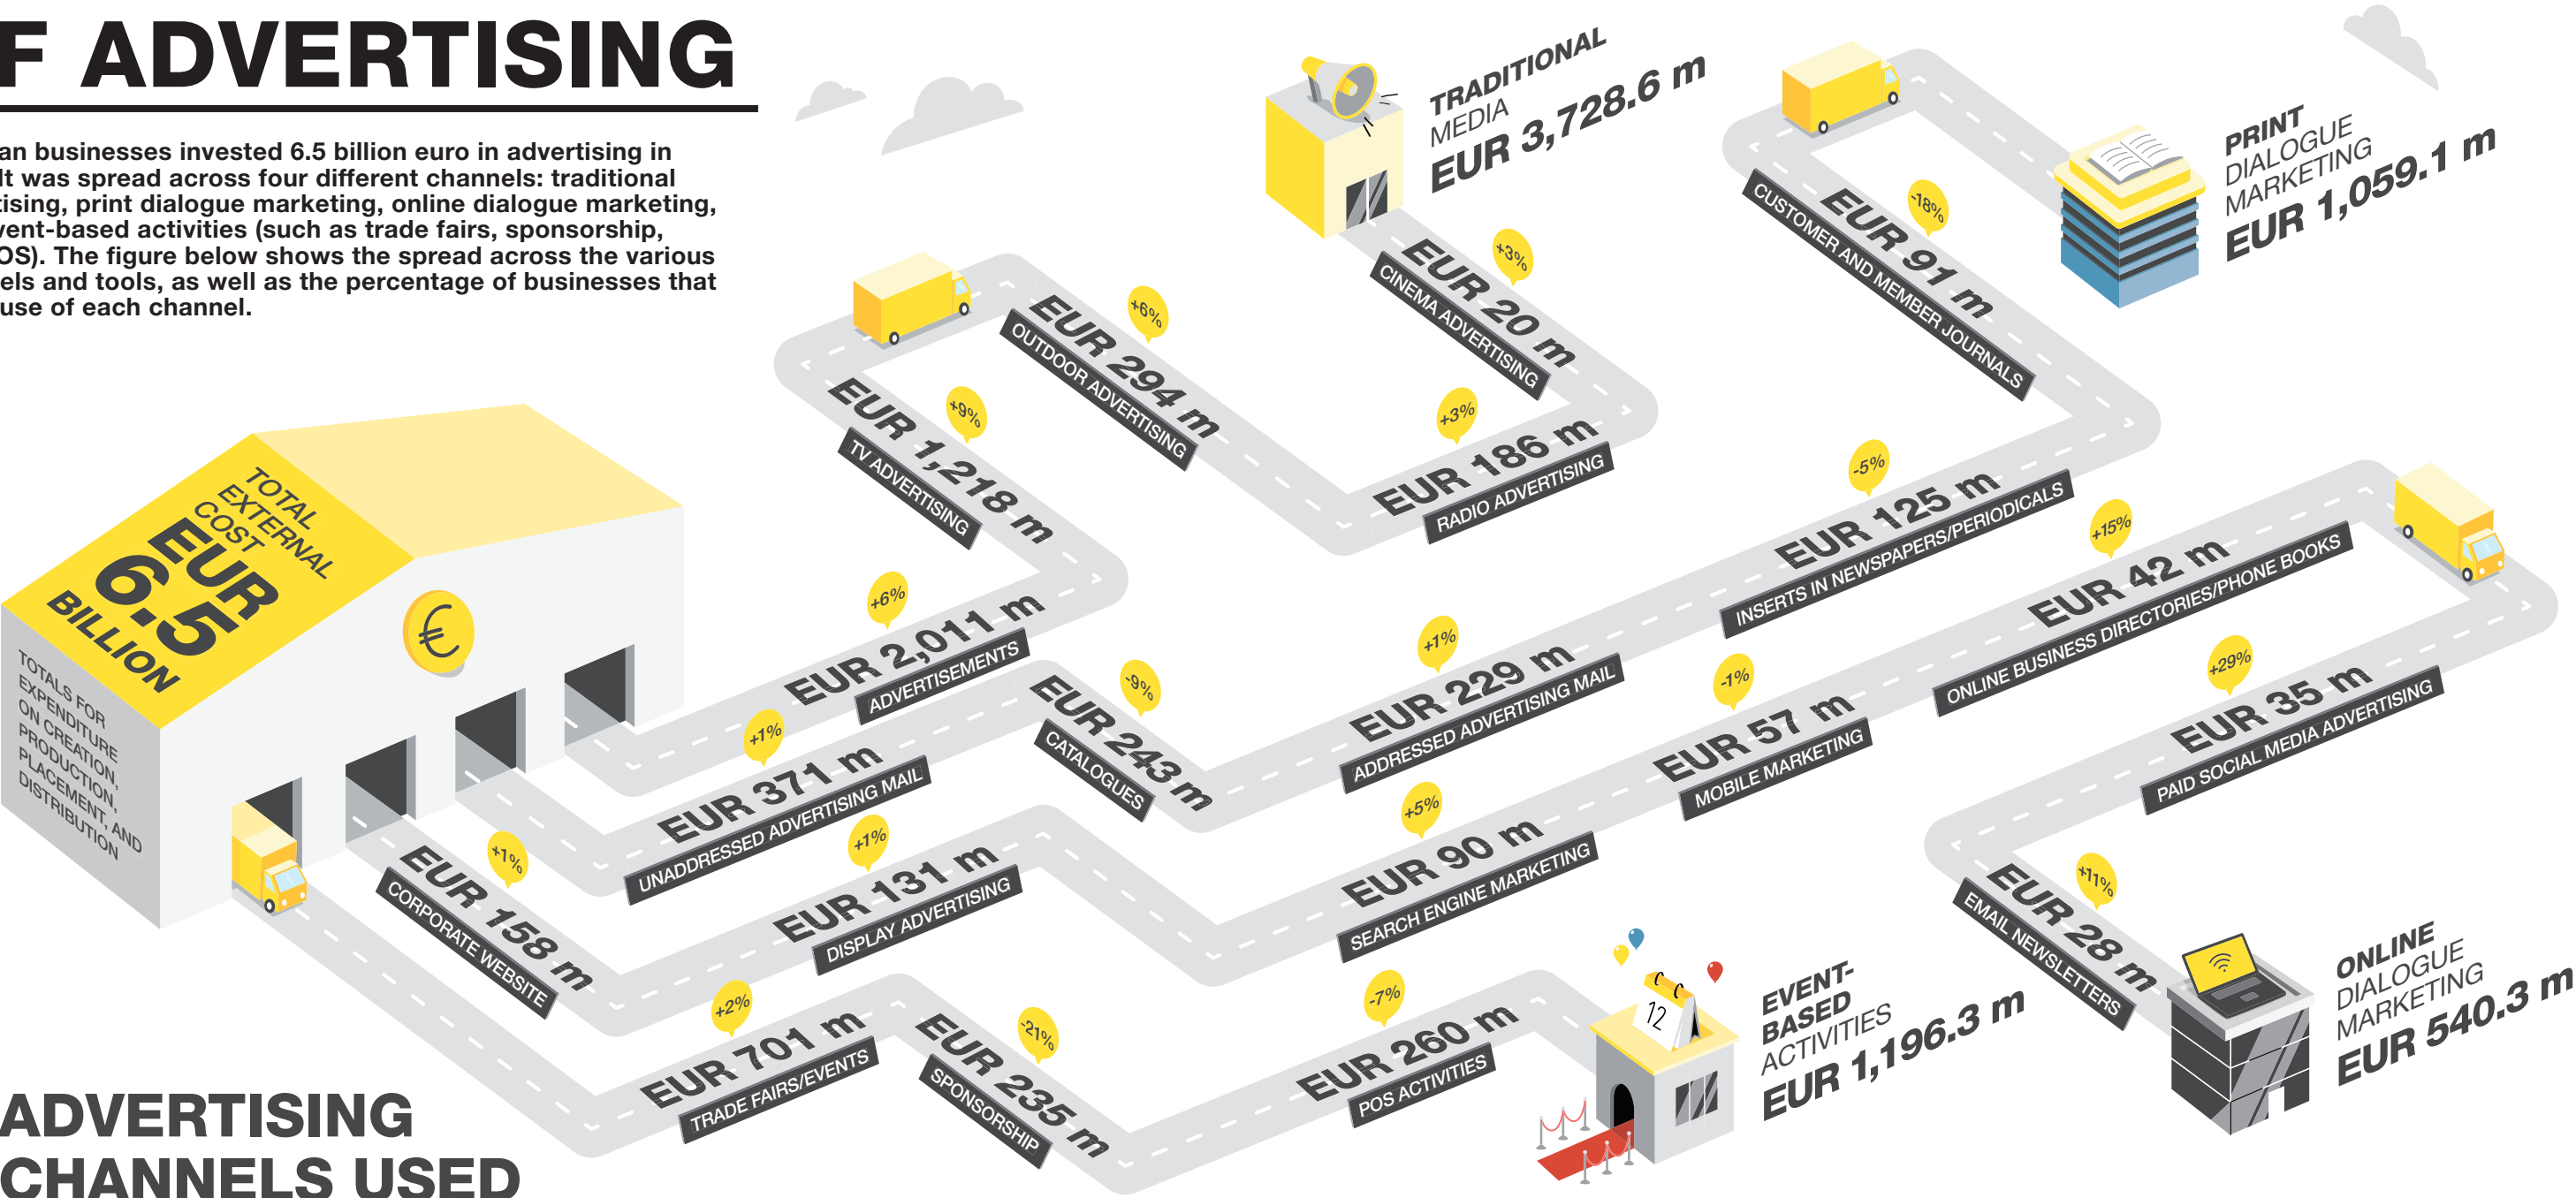 F ADVERTISING
an businesses invested 6.5 billion euro in advertising in
It was spread across four different channels: traditional
tising, print dialogue marketing, online dialogue marketing,
vent-based activities (such as trade fairs, sponsorship,
OS). The figure below shows the spread across the various
els and tools, as well as the percentage of businesses that
use of each channel.
TOTAL
EXTERNAL
COST
EUR
6.5
BILLION
TOTALS FOR
EXPENDITURE
ON CREATION,
PRODUCTION,
PLACEMENT, AND
DISTRIBUTION
€
TRADITIONAL
MEDIA
EUR 3,728.6 m
+6%
EUR 2,011 m
ADVERTISEMENTS
+9%
EUR 1,218 m
TV ADVERTISING
+6%
EUR 294 m
OUTDOOR ADVERTISING
+3%
EUR 186 m
RADIO ADVERTISING
+3%
EUR 20 m
CINEMA ADVERTISING
PRINT
DIALOGUE
MARKETING
EUR 1,059.1 m
+1%
EUR 371 m
UNADDRESSED ADVERTISING MAIL
-9%
EUR 243 m
CATALOGUES
+1%
EUR 229 m
ADDRESSED ADVERTISING MAIL
-5%
EUR 125 m
INSERTS IN NEWSPAPERS/PERIODICALS
-18%
EUR 91 m
CUSTOMER AND MEMBER JOURNALS
+1%
EUR 158 m
CORPORATE WEBSITE
+1%
EUR 131 m
DISPLAY ADVERTISING
+5%
EUR 90 m
SEARCH ENGINE MARKETING
-1%
EUR 57 m
MOBILE MARKETING
+15%
EUR 42 m
ONLINE BUSINESS DIRECTORIES/PHONE BOOKS
+29%
EUR 35 m
PAID SOCIAL MEDIA ADVERTISING
+11%
EUR 28 m
EMAIL NEWSLETTERS
ONLINE
DIALOGUE
MARKETING
EUR 540.3 m
+2%
EUR 701 m
TRADE FAIRS/EVENTS
-21%
EUR 235 m
SPONSORSHIP
-7%
EUR 260 m
POS ACTIVITIES
12
EVENT-
BASED
ACTIVITIES
EUR 1,196.3 m
ADVERTISING
CHANNELS USED